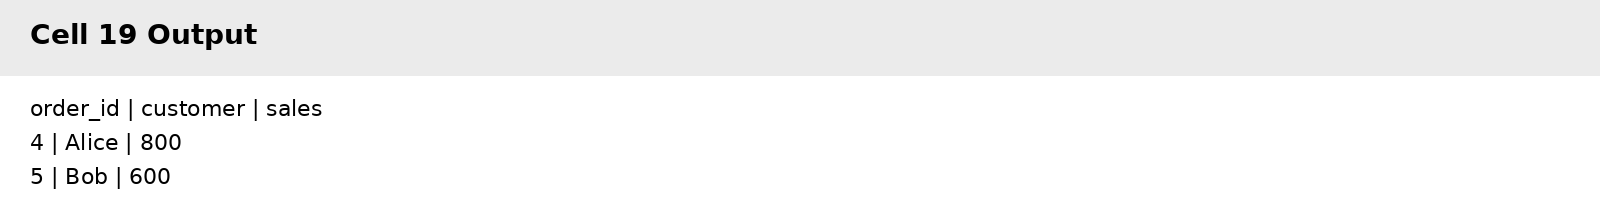 Cell 19 Output
order_id | customer | sales
4 | Alice | 800
5 | Bob | 600